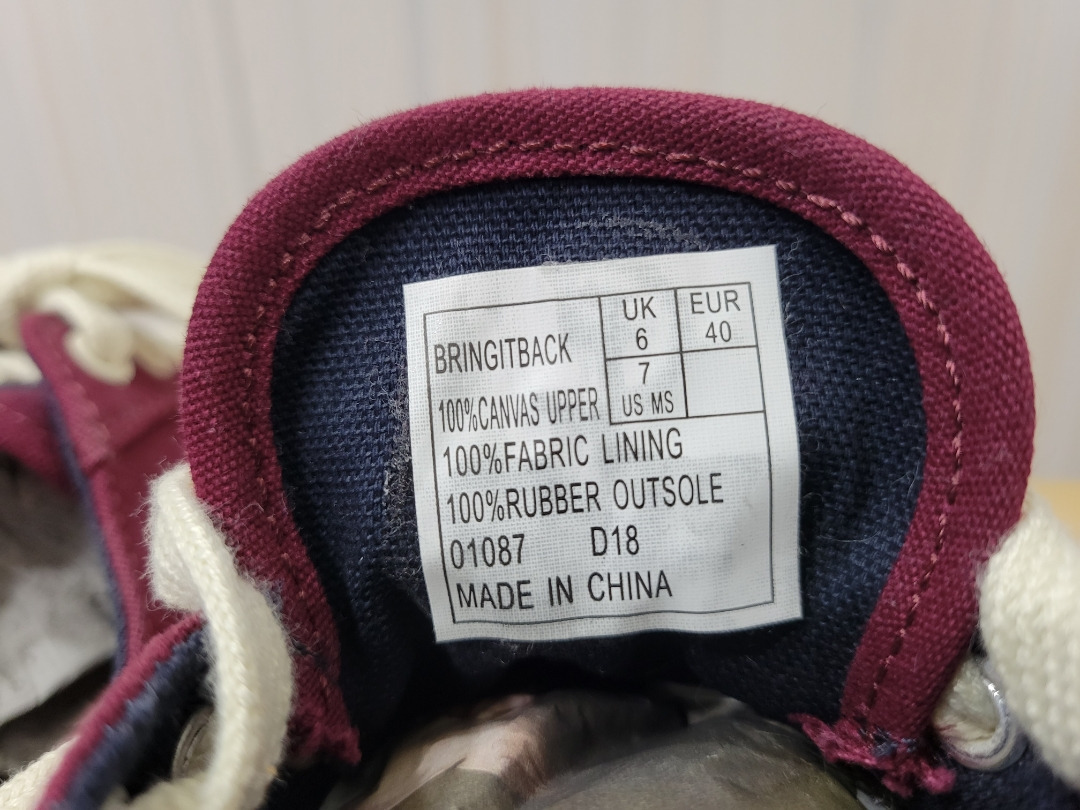 UK EUR
6 40
BRINGITBACK
7
US MS
100%CANVAS UPPER
100%FABRIC LINING
100%RUBBER OUTSOLE
01087 D18
MADE IN CHINA